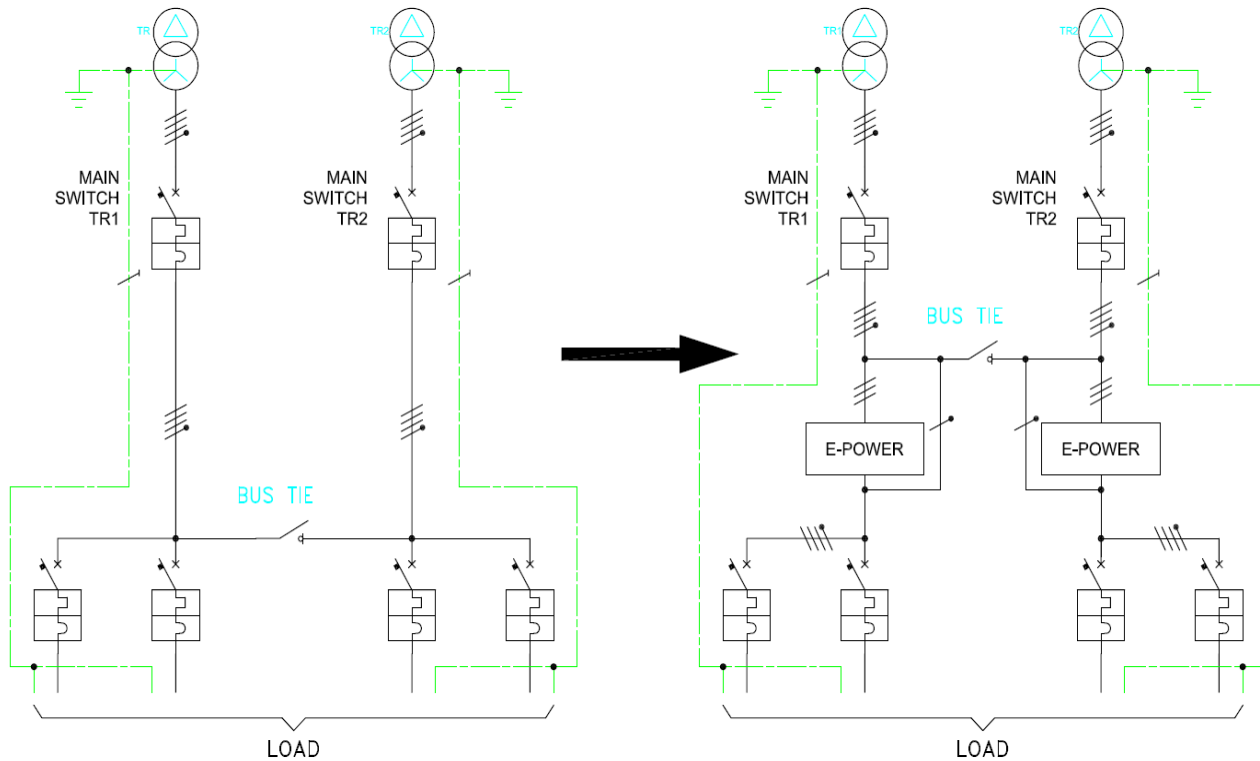 TR
TR2
TR1
TR2
MAIN
SWITCH
TR1
MAIN
SWITCH
TR2
MAIN
SWITCH
TR1
MAIN
SWITCH
TR2
BUS TIE
E-POWER
E-POWER
BUS TIE
LOAD
LOAD